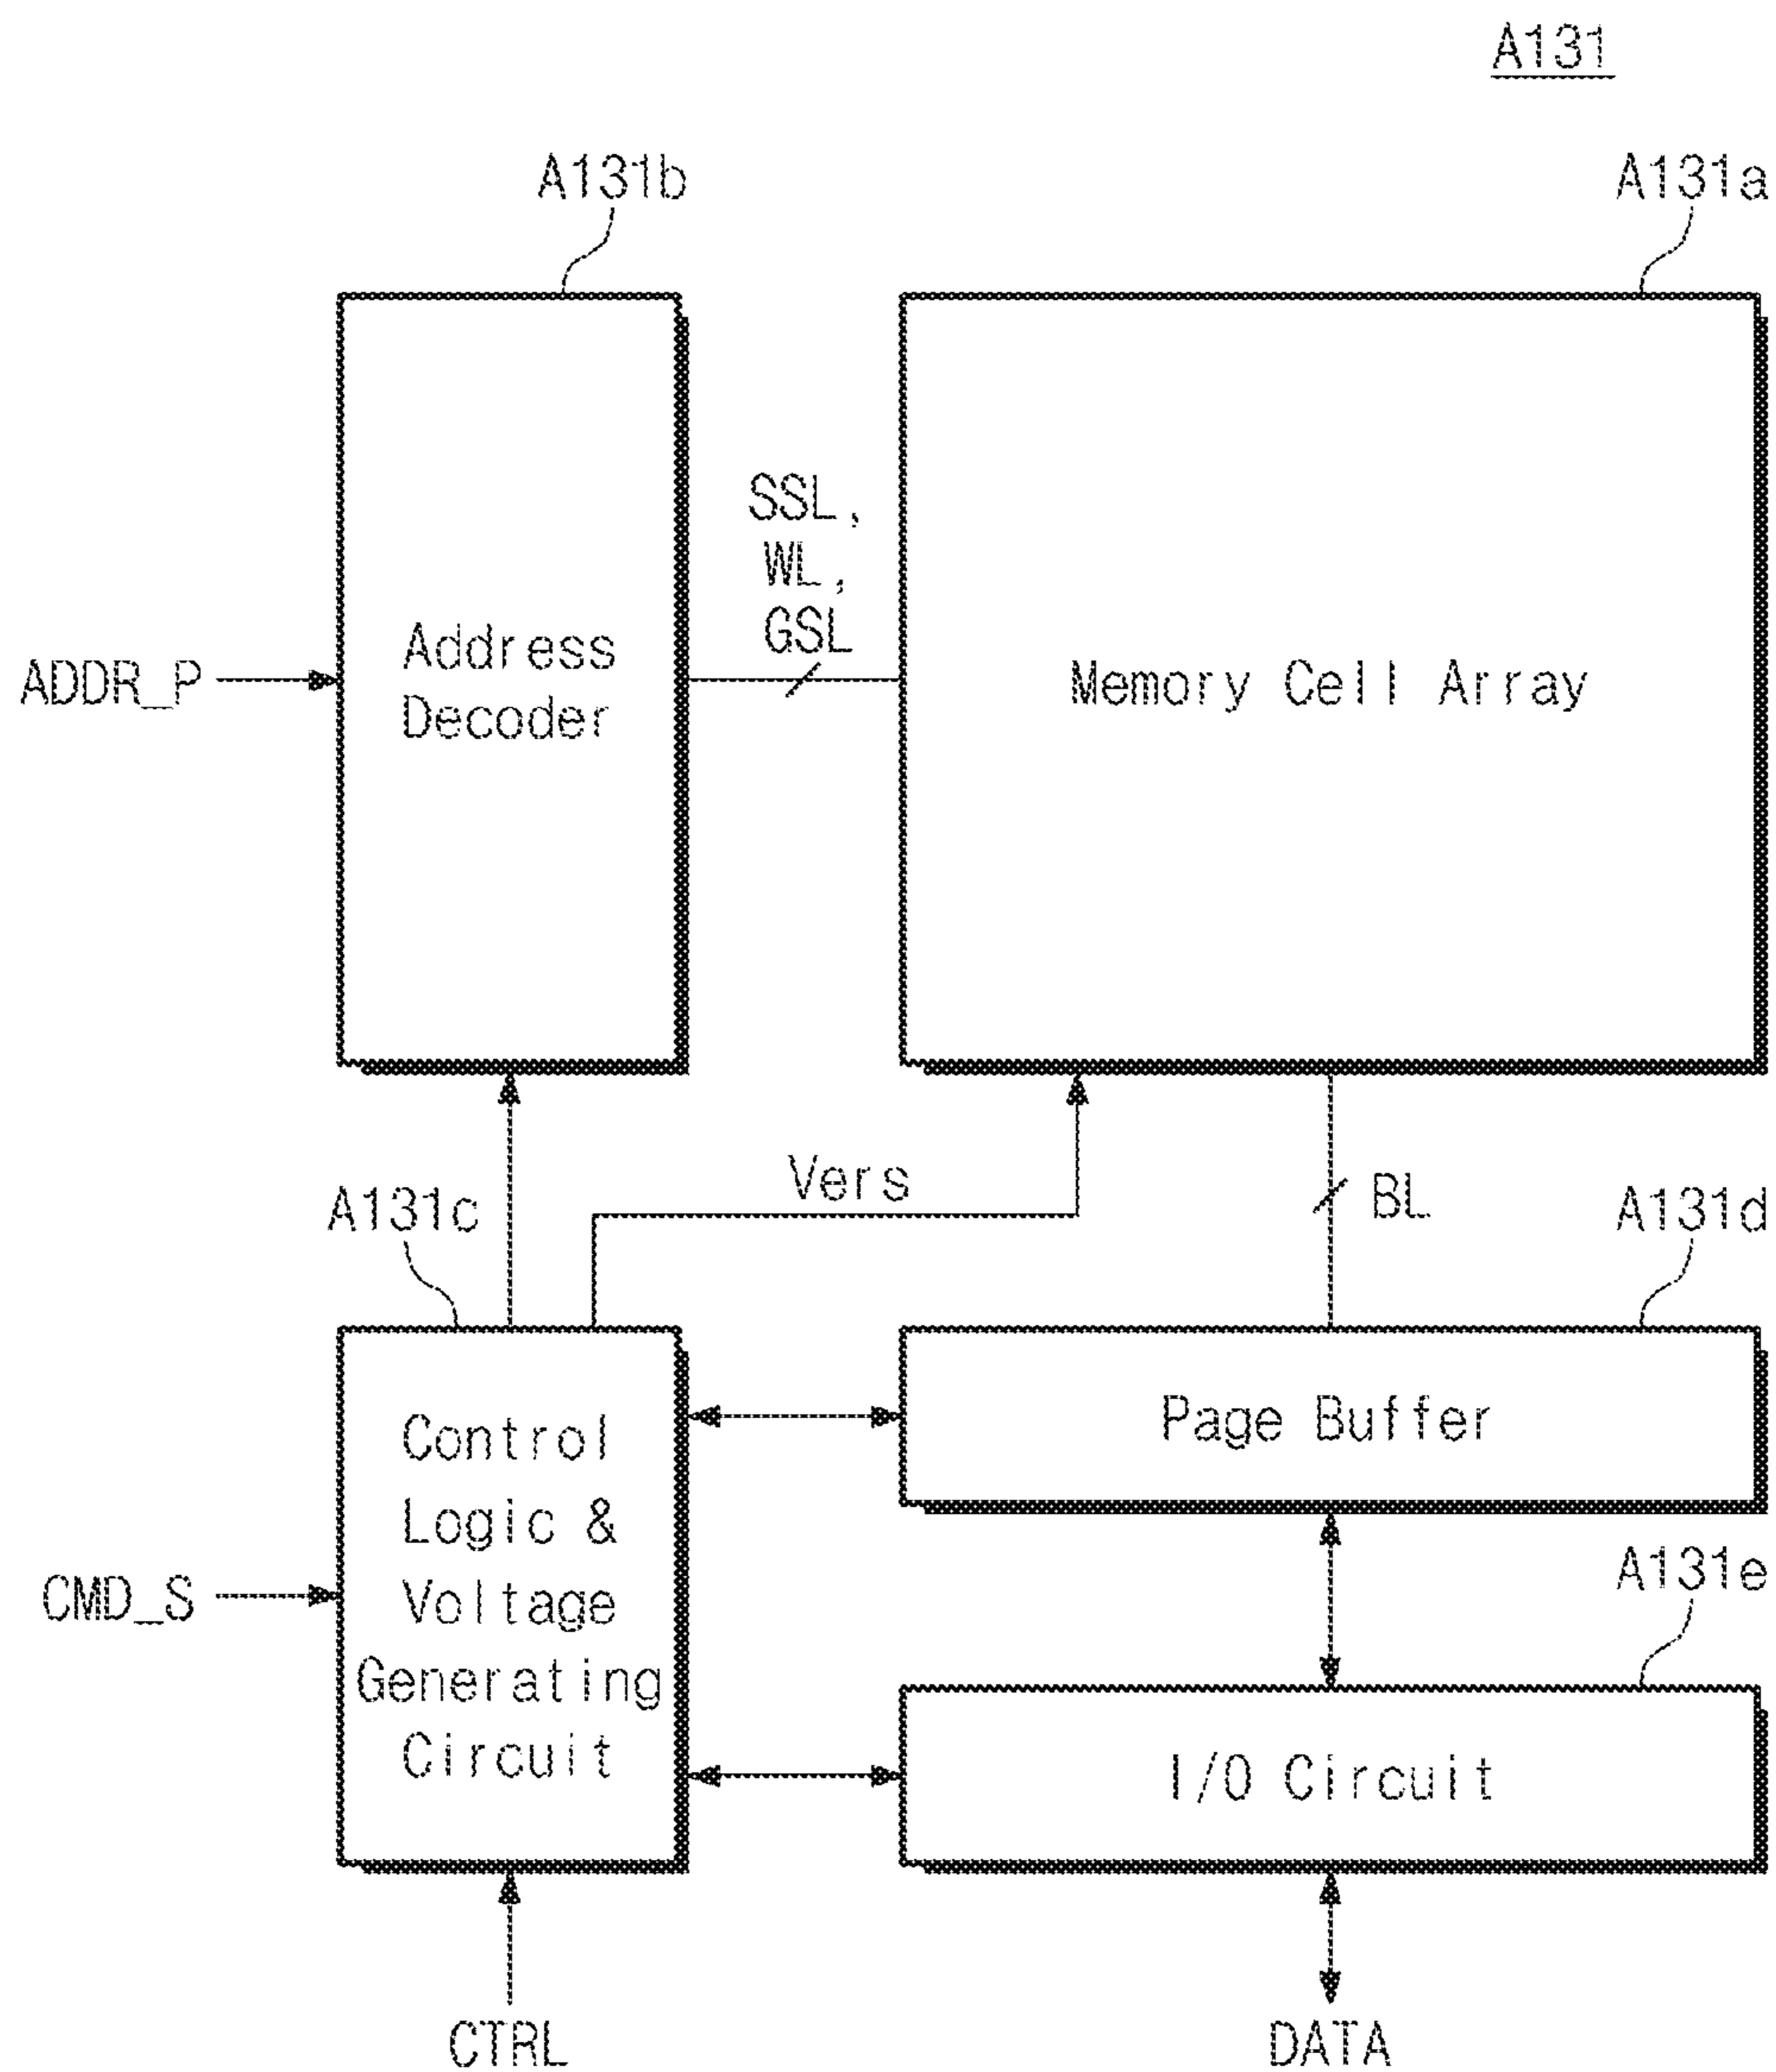 A131
A131b
A131a
SSL,
WL,
GSL
Address
Decoder
ADDR_P
Memory Cell Array
Vers
BL
A131c
A131d
Control
Logic &
Voltage
Generating
Circuit
Page Buffer
A131e
CMD_S
I/O Circuit
CTRL
DATA